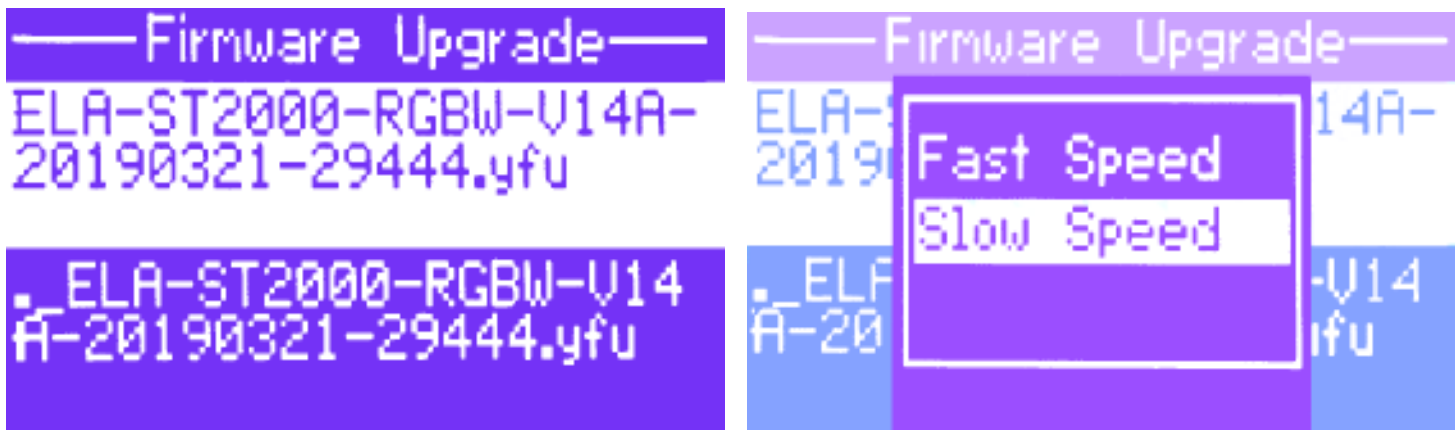 Firmware Upgrade
ELA-ST2000-RGBW-V14A-
20190321-29444.yfu
._ELA-ST2000-RGBW-V14
A-20190321-29444.yfu
Firmware Upgrade
ELA-S 14A-
2019
Fast Speed
Slow Speed
._ELA -V14
A-20 yfu